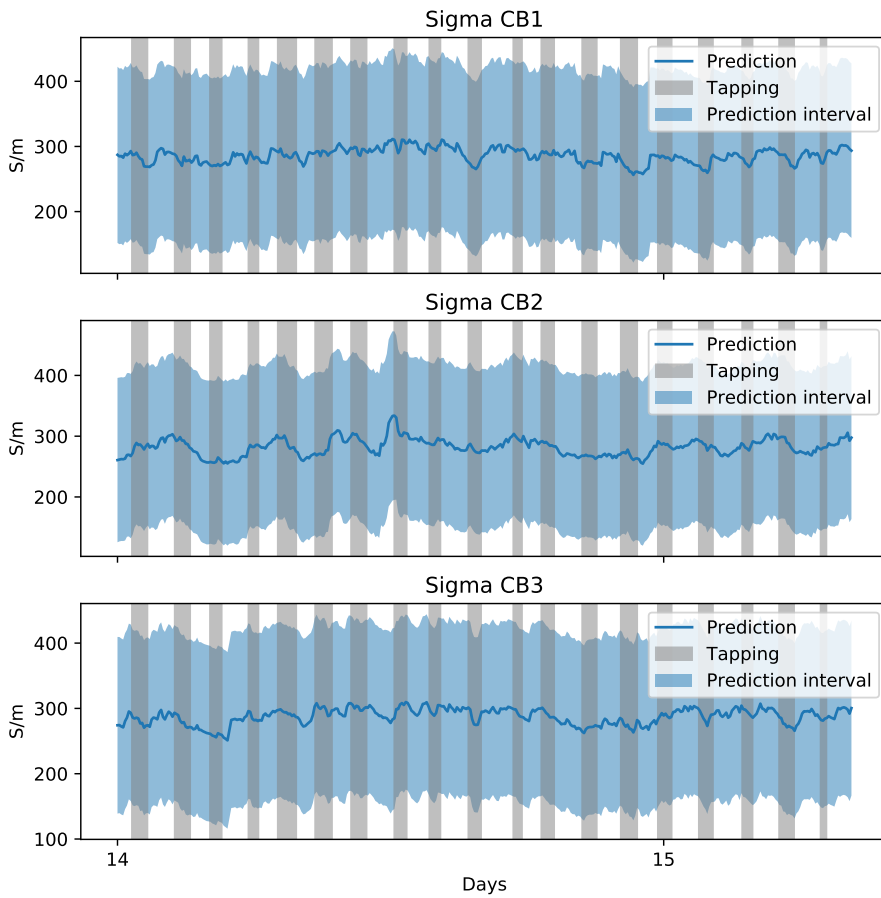 Sigma CB1
400
300
200
S/m
Prediction
Tapping
Prediction interval
Sigma CB2
400
300
200
S/m
Prediction
Tapping
Prediction interval
Sigma CB3
400
300
200
100
S/m
Prediction
Tapping
Prediction interval
14
15
Days